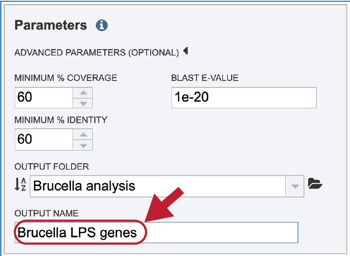 Parameters
ADVANCED PARAMETERS (OPTIONAL)
MINIMUM % COVERAGE BLAST E-VALUE
60 1e-20
MINIMUM % IDENTITY
60
OUTPUT FOLDER
Brucella analysis
OUTPUT NAME
Brucella LPS genes